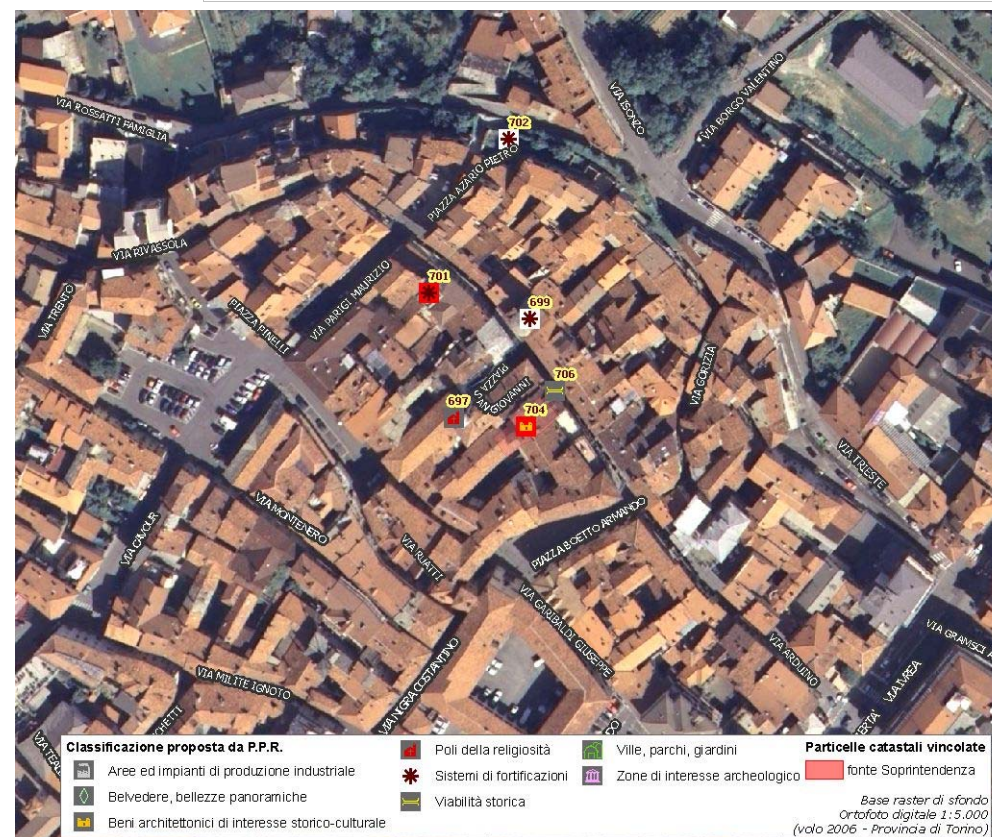 VIA ROSSATTI FAMIGLIA
702
VIA ISONZO
VIA BORGO VALENTINO
PIAZZA AZARIO PIETRO
VIA RIVASSOLA
701
VIA TRENTO
PIAZZA PINELLI
VIA PARIGI MAURIZIO
699
PIAZZA SAN GIOVANNI
706
697
704
VIA GORIZIA
VIA TRIESTE
VIA CAVOUR
VIA MONTENERO
VIA RUATTI
PIAZZA BOETTO ARMANDO
VIA GARIBALDI GIUSEPPE
VIA ARDUINO
VIA GRAMSCI A
VIA IVREA
VIA MILITE IGNOTO
VIA NIGRA COSTANTINO
CHETTI
ERTA'
DO
Classificazione proposta da P.P.R.
Aree ed impianti di produzione industriale
Belvedere, bellezze panoramiche
Beni architettonici di interesse storico-culturale
Poli della religiosità
Sistemi di fortificazioni
Viabilità storica
Ville, parchi, giardini
Zone di interesse archeologico
Particelle catastali vincolate
fonte Soprintendenza
Base raster di sfondo
Ortofoto digitale 1:5.000
(volo 2006 - Provincia di Torino)